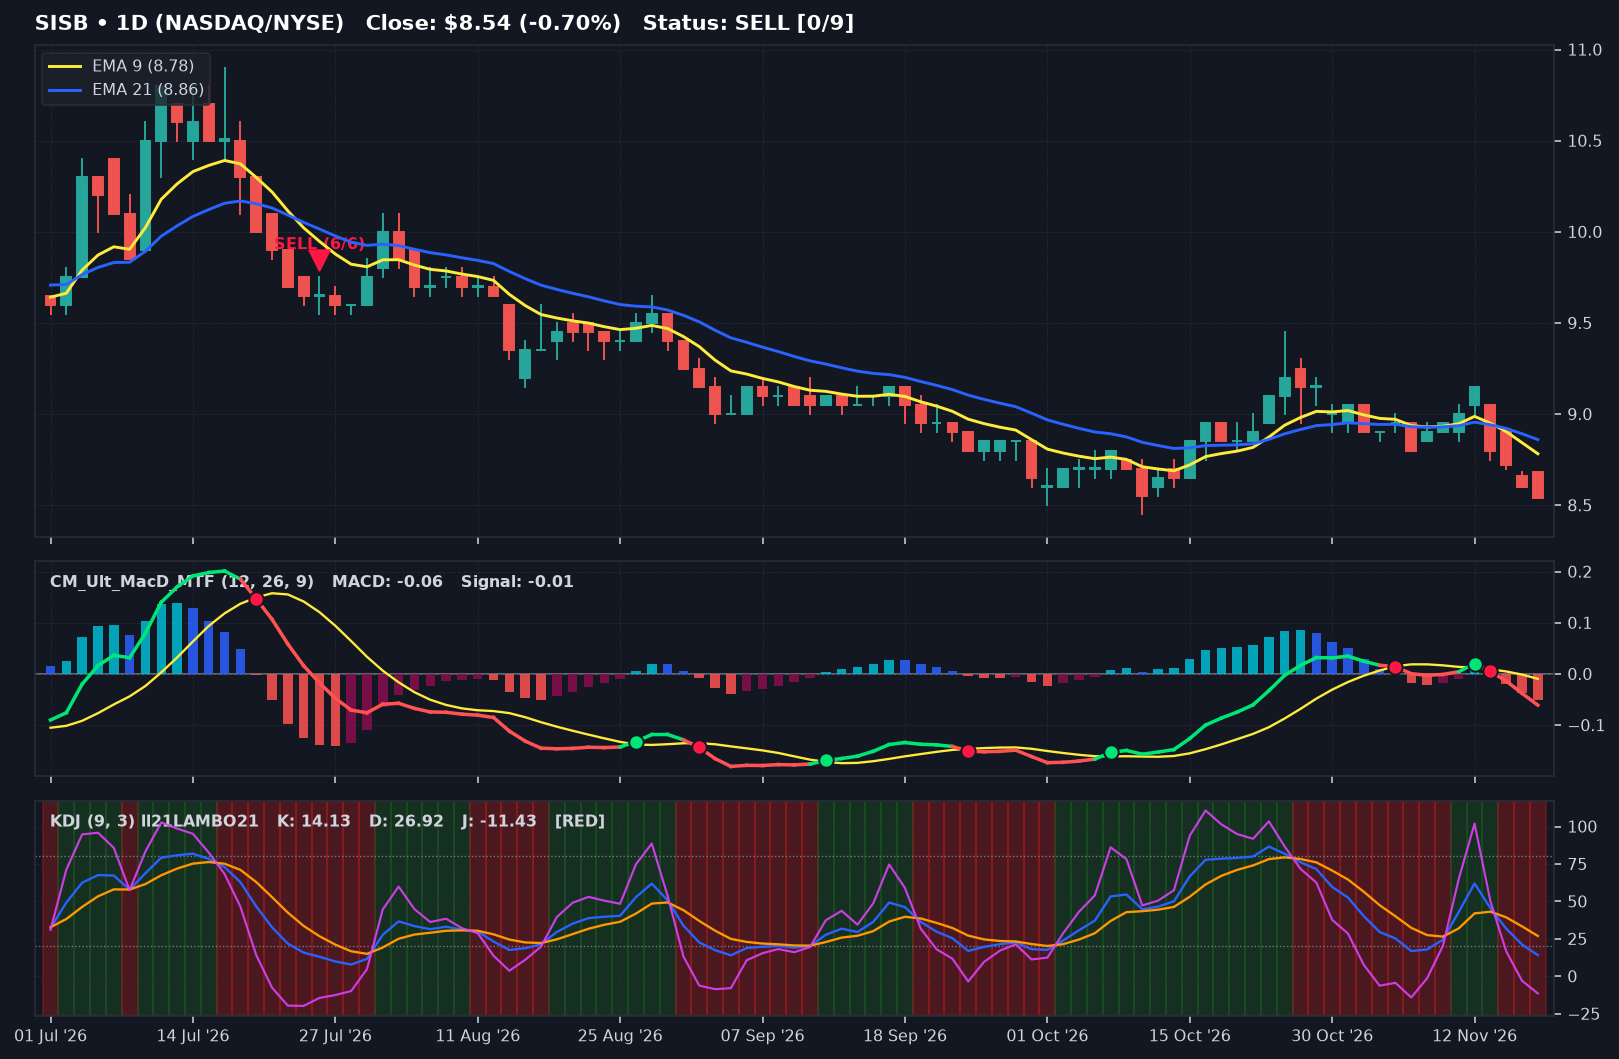 SISB • 1D (NASDAQ/NYSE)   Close: $8.54 (-0.70%)   Status: SELL [0/9]
EMA 9 (8.78)
EMA 21 (8.86)
SELL (6/6)
11.0
10.5
10.0
9.5
9.0
8.5
CM_Ult_MacD_MTF (12, 26, 9)   MACD: -0.06   Signal: -0.01
0.2
0.1
0.0
−0.1
KDJ (9, 3) II21LAMBO21   K: 14.13   D: 26.92   J: -11.43   [RED]
100
75
50
25
0
−25
01 Jul '26
14 Jul '26
27 Jul '26
11 Aug '26
25 Aug '26
07 Sep '26
18 Sep '26
01 Oct '26
15 Oct '26
30 Oct '26
12 Nov '26